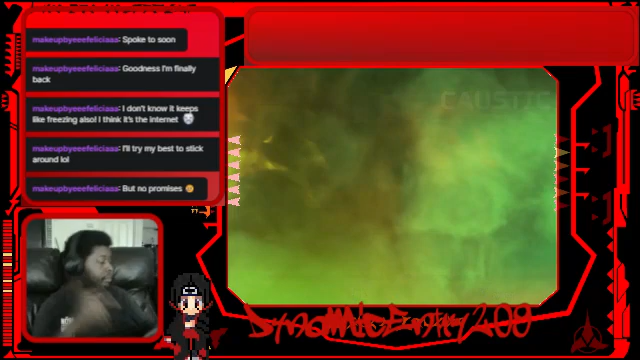 makeupbyeeefeliciaaa: Spoke to soon
makeupbyeeefeliciaaa: Goodness I'm finally
back
makeupbyeeefeliciaaa: I don't know it keeps
like freezing also! I think it's the internet
makeupbyeeefeliciaaa: I'll try my best to stick
around lol
makeupbyeeefeliciaaa: But no promises
CAUSTIC